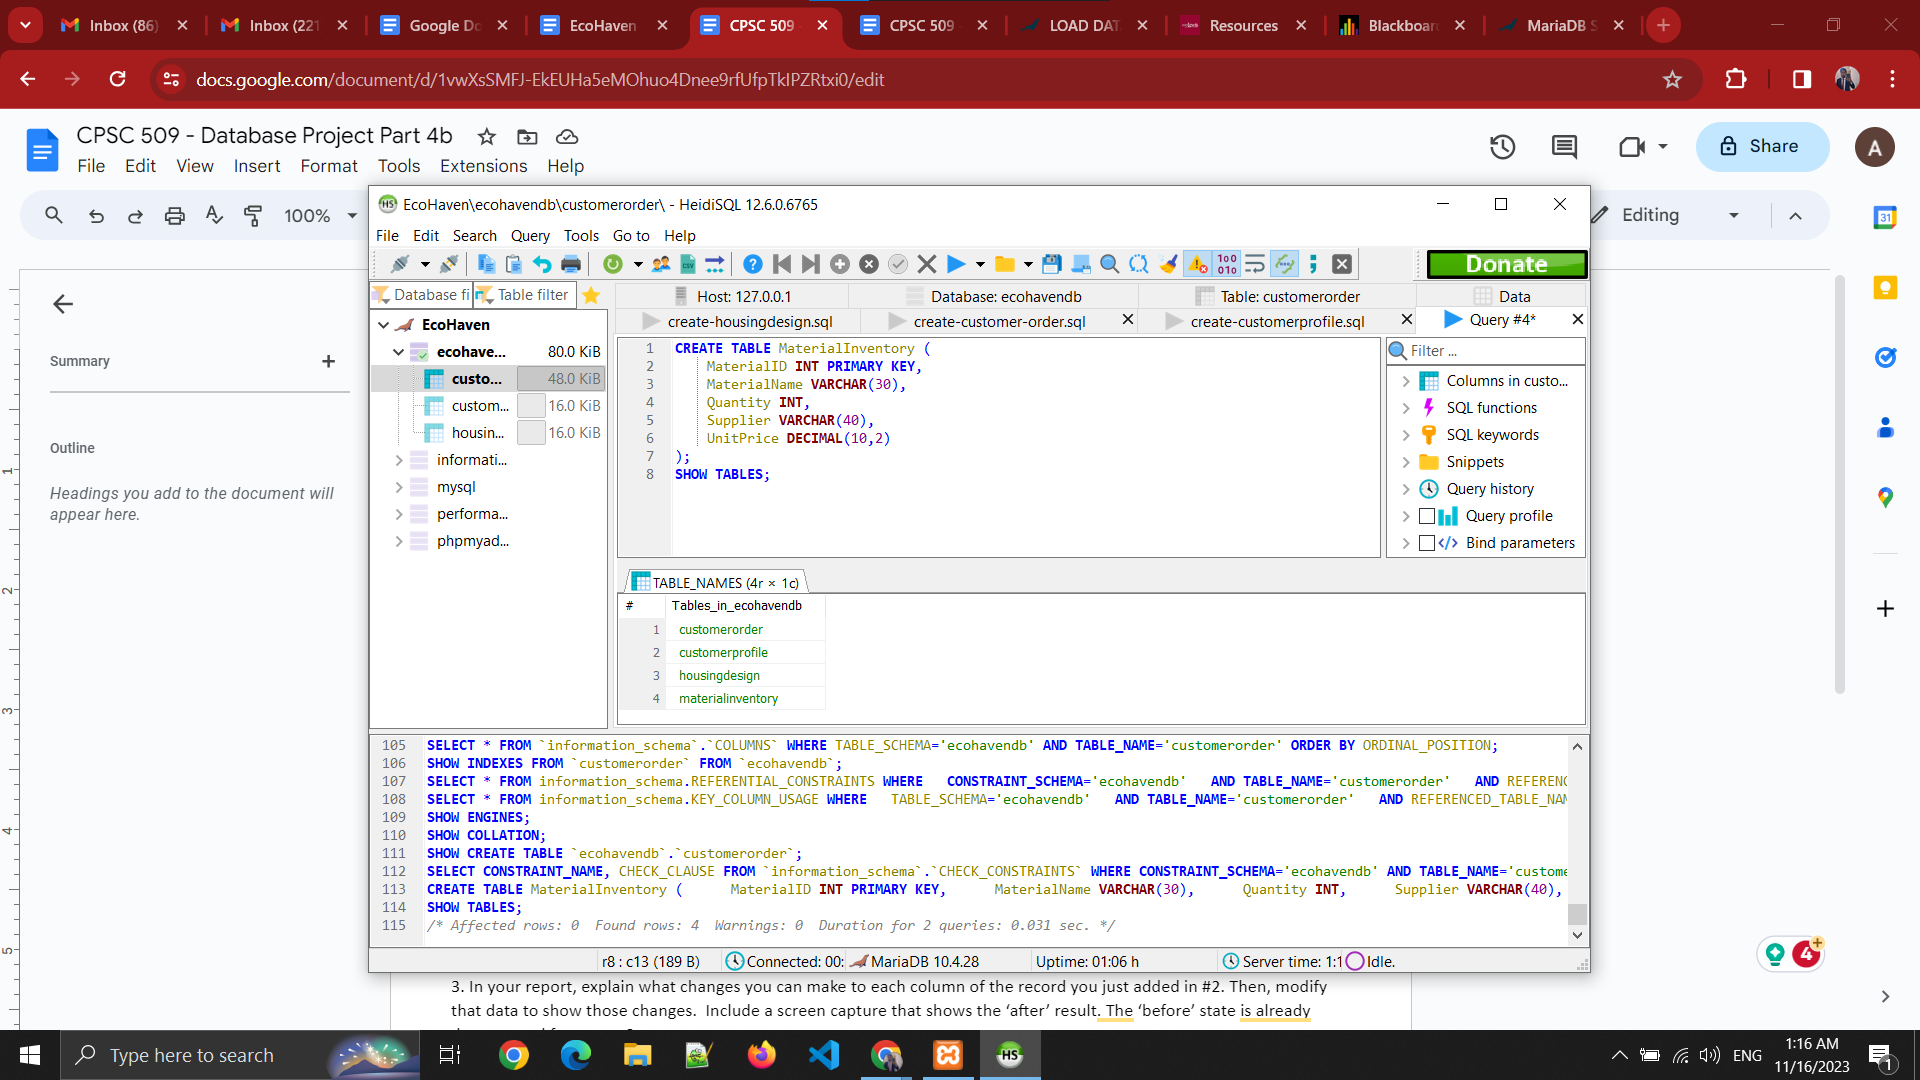 Inbox (86)
Inbox (221
Google Do
EcoHaven
CPSC 509 -
CPSC 509 -
LOAD DAT
Resources
Blackboar
MariaDB S
docs.google.com/document/d/1vwXsSMFJ-EkEUHa5eMOhuo4Dnee9rfUfpTkIPZRtxi0/edit
CPSC 509 - Database Project Part 4b
File Edit View Insert Format Tools Extensions Help
Share
A
100%
Editing
31
Summary
Outline
Headings you add to the document will
appear here.
1
2
3
4
5
HS EcoHaven\ecohavendb\customerorder\ - HeidiSQL 12.6.0.6765
File Edit Search Query Tools Go to Help
Donate
Database fi
Table filter
Host: 127.0.0.1
Database: ecohavendb
Table: customerorder
Data
create-housingdesign.sql
create-customer-order.sql
create-customerprofile.sql
Query #4*
EcoHaven
ecohave... 80.0 KiB
custo... 48.0 KiB
custom... 16.0 KiB
housin... 16.0 KiB
informati...
mysql
performa...
phpmyad...
1 CREATE TABLE MaterialInventory (
2 MaterialID INT PRIMARY KEY,
3 MaterialName VARCHAR(30),
4 Quantity INT,
5 Supplier VARCHAR(40),
6 UnitPrice DECIMAL(10,2)
7 );
8 SHOW TABLES;
Filter ...
Columns in custo...
SQL functions
SQL keywords
Snippets
Query history
Query profile
Bind parameters
TABLE_NAMES (4r × 1c)
# Tables_in_ecohavendb
1 customerorder
2 customerprofile
3 housingdesign
4 materialinventory
105 SELECT * FROM `information_schema`.`COLUMNS` WHERE TABLE_SCHEMA='ecohavendb' AND TABLE_NAME='customerorder' ORDER BY ORDINAL_POSITION;
106 SHOW INDEXES FROM `customerorder` FROM `ecohavendb`;
107 SELECT * FROM information_schema.REFERENTIAL_CONSTRAINTS WHERE CONSTRAINT_SCHEMA='ecohavendb' AND TABLE_NAME='customerorder' AND REFERENC
108 SELECT * FROM information_schema.KEY_COLUMN_USAGE WHERE TABLE_SCHEMA='ecohavendb' AND TABLE_NAME='customerorder' AND REFERENCED_TABLE_NAM
109 SHOW ENGINES;
110 SHOW COLLATION;
111 SHOW CREATE TABLE `ecohavendb`.`customerorder`;
112 SELECT CONSTRAINT_NAME, CHECK_CLAUSE FROM `information_schema`.`CHECK_CONSTRAINTS` WHERE CONSTRAINT_SCHEMA='ecohavendb' AND TABLE_NAME='custome
113 CREATE TABLE MaterialInventory ( MaterialID INT PRIMARY KEY, MaterialName VARCHAR(30), Quantity INT, Supplier VARCHAR(40),
114 SHOW TABLES;
115 /* Affected rows: 0 Found rows: 4 Warnings: 0 Duration for 2 queries: 0.031 sec. */
r8 : c13 (189 B)
Connected: 00:
MariaDB 10.4.28
Uptime: 01:06 h
Server time: 1:1
Idle.
4
3. In your report, explain what changes you can make to each column of the record you just added in #2. Then, modify
that data to show those changes. Include a screen capture that shows the ‘after’ result. The ‘before’ state is already
Type here to search
HS
ENG
1:16 AM
11/16/2023
1